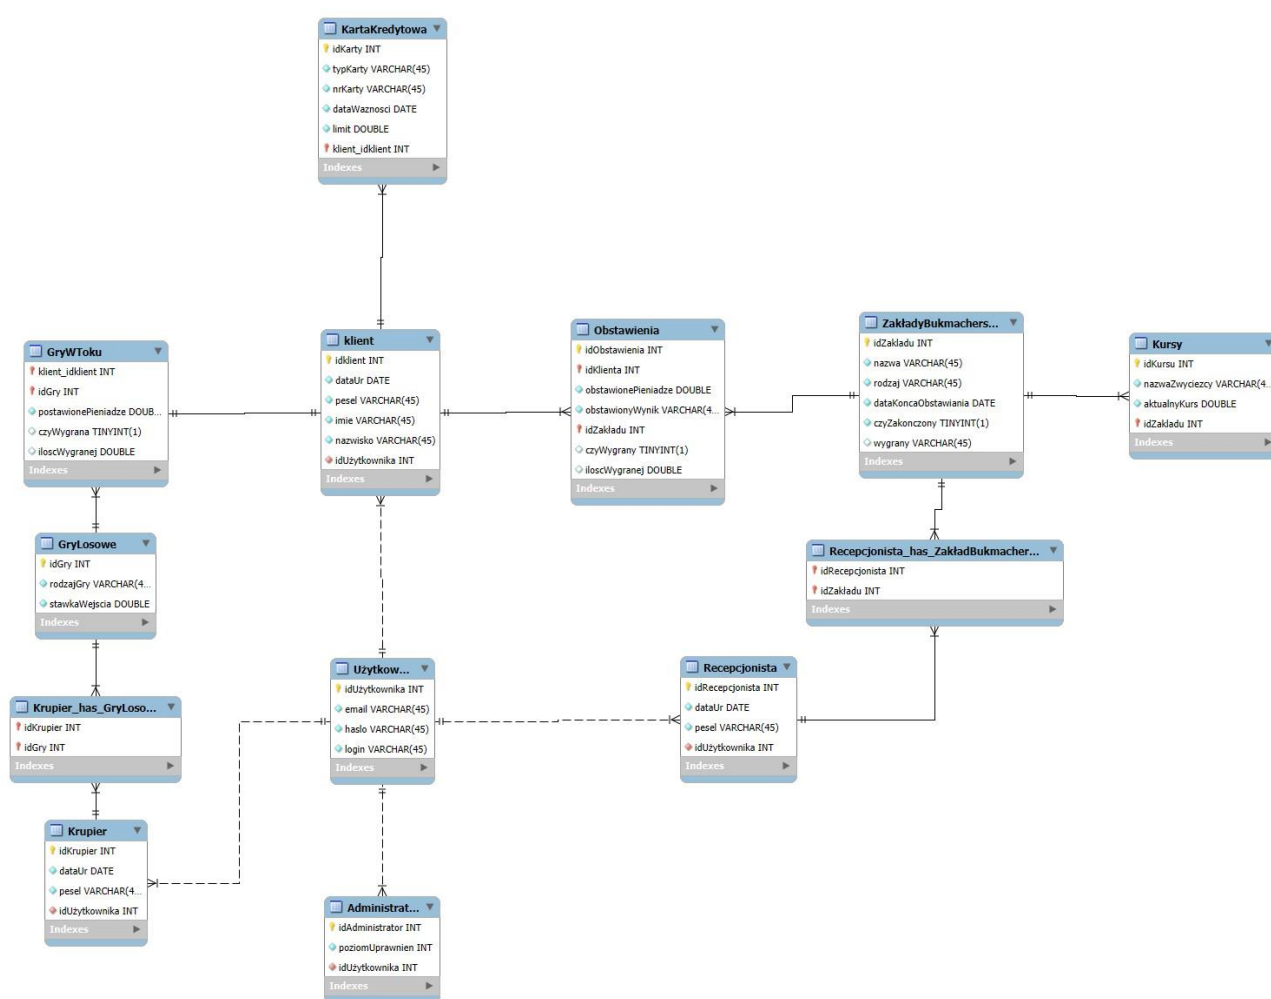 KartaKredytowa
idKarty INT
typKarty VARCHAR(45)
nrKarty VARCHAR(45)
dataWaznosci DATE
limit DOUBLE
klient_idklient INT
Indexes
GryWToku
klient_idklient INT
idGry INT
postawionePieniadze DOUB...
czyWygrana TINYINT(1)
iloscWygranej DOUBLE
Indexes
klient
idklient INT
dataUr DATE
pesel VARCHAR(45)
imie VARCHAR(45)
nazwisko VARCHAR(45)
idUżytkownika INT
Indexes
Obstawienia
idObstawienia INT
idKlienta INT
obstawionePieniadze DOUBLE
obstawionyWynik VARCHAR(4...
idZakładu INT
czyWygrany TINYINT(1)
iloscWygranej DOUBLE
Indexes
ZakładyBukmachers...
idZakladu INT
nazwa VARCHAR(45)
rodzaj VARCHAR(45)
dataKoncaObstawiania DATE
czyZakonczony TINYINT(1)
wygrany VARCHAR(45)
Indexes
Kursy
idKursu INT
nazwaZwyciezcy VARCHAR(4...
aktualnyKurs DOUBLE
idZakladu INT
Indexes
GryLosowe
idGry INT
rodzajGry VARCHAR(4...
stawkaWejscia DOUBLE
Indexes
Recepcjonista_has_ZakładBukmacher...
idRecepcjonista INT
idZakładu INT
Indexes
Krupier_has_GryLoso...
idKrupier INT
idGry INT
Indexes
Użytkow...
idUżytkownika INT
email VARCHAR(45)
haslo VARCHAR(45)
login VARCHAR(45)
Indexes
Recepcjonista
idRecepcjonista INT
dataUr DATE
pesel VARCHAR(45)
idUżytkownika INT
Indexes
Krupier
idKrupier INT
dataUr DATE
pesel VARCHAR(4...
idUżytkownika INT
Indexes
Administrat...
idAdministrator INT
poziomUprawnien INT
idUżytkownika INT
Indexes